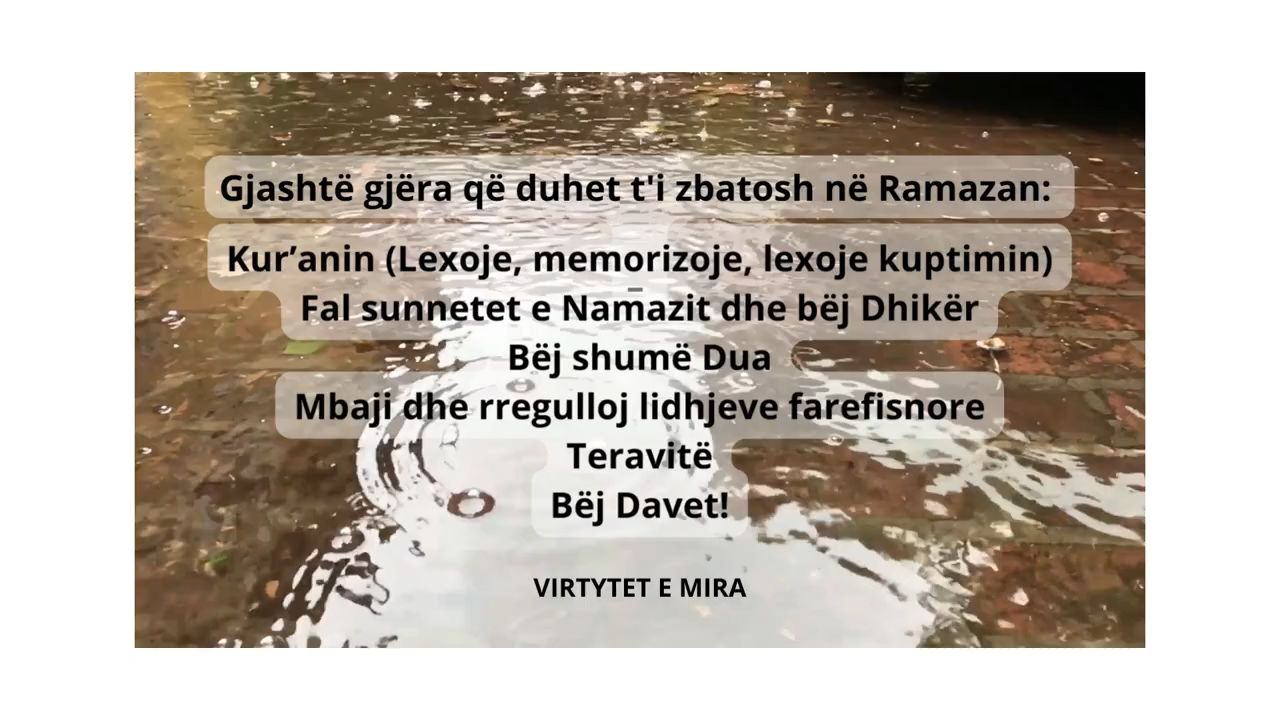 Gjashtë gjëra që duhet t'i zbatosh në Ramazan:
Kur’anin (Lexoje, memorizoje, lexoje kuptimin)
Fal sunnetet e Namazit dhe bëj Dhikër
Bëj shumë Dua
Mbaji dhe rregulloj lidhjeve farefisnore
Teravitë
Bëj Davet!
VIRTYTET E MIRA